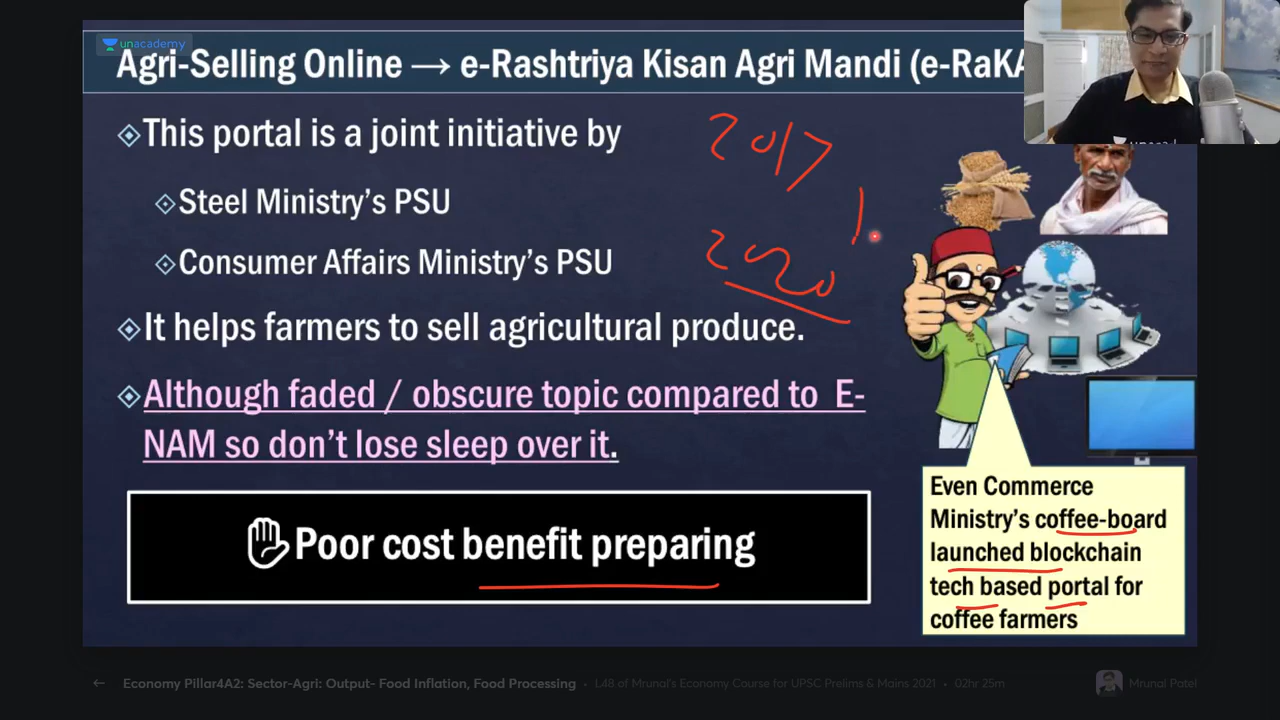 unacademy
Agri-Selling Online → e-Rashtriya Kisan Agri Mandi (e-RaKA
This portal is a joint initiative by
2017
Steel Ministry's PSU
Consumer Affairs Ministry's PSU
2020
It helps farmers to sell agricultural produce.
Although faded / obscure topic compared to E-
NAM so don't lose sleep over it.
Poor cost benefit preparing
Even Commerce
Ministry's coffee-board
launched blockchain
tech based portal for
coffee farmers
Economy Pillar4A2: Sector-Agri: Output- Food Inflation, Food Processing • L48 of Mrunal's Economy Course for UPSC Prelims & Mains 2021 • 02hr 25m
Mrunal Patel